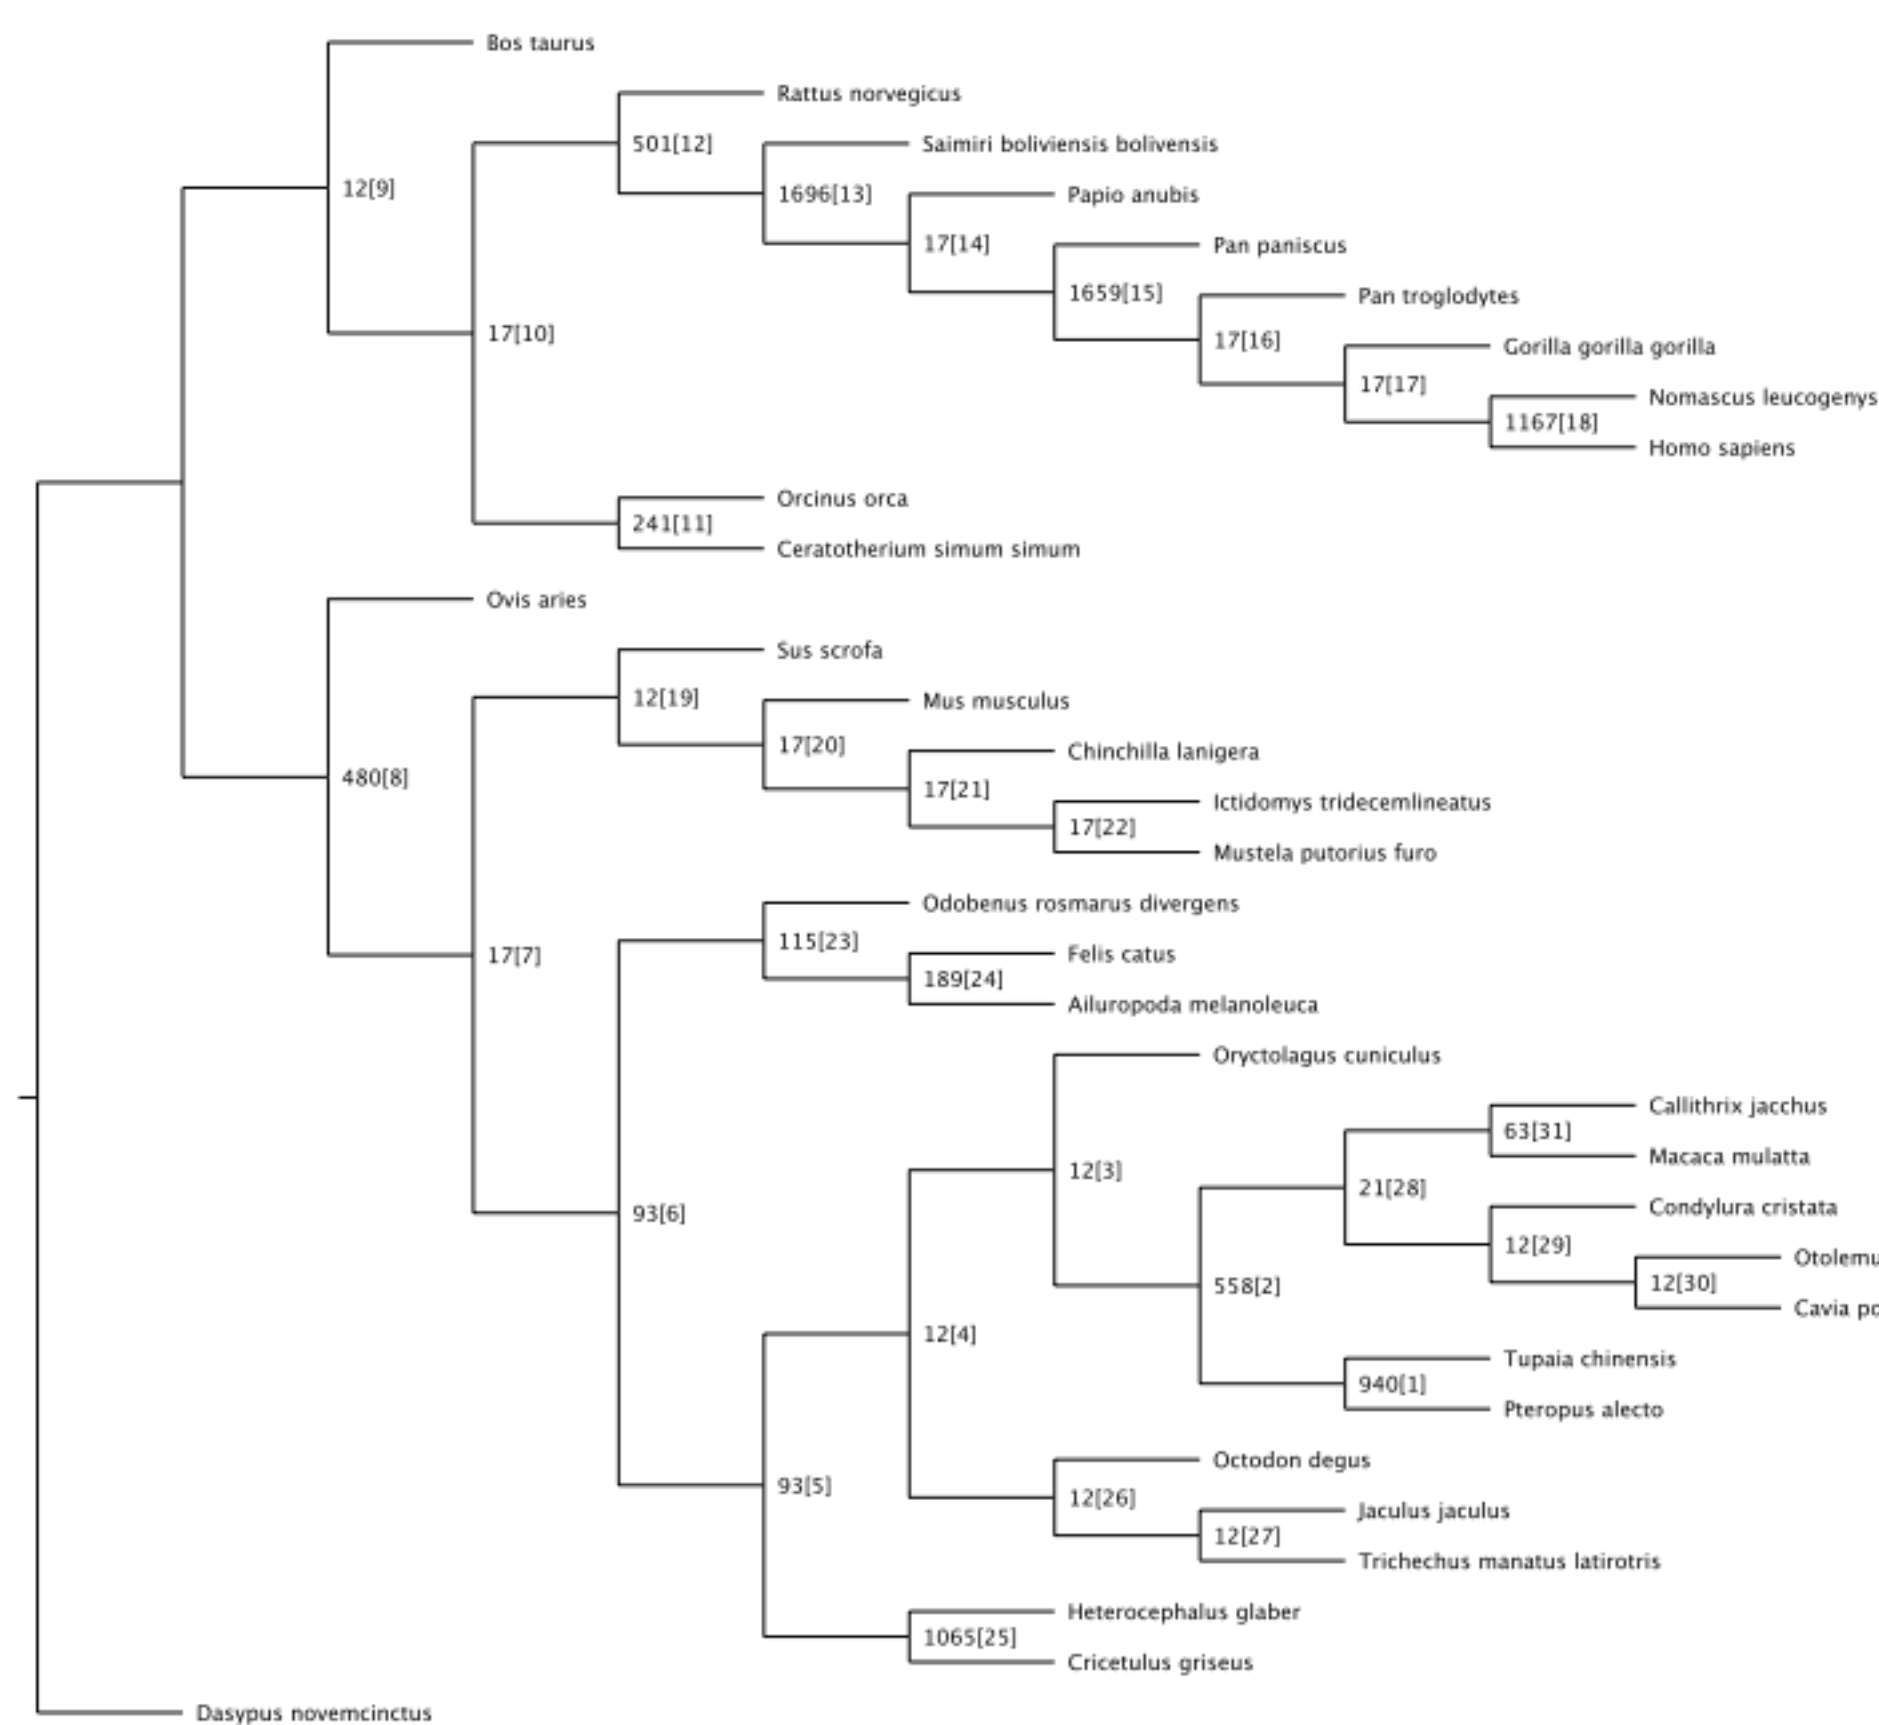 Bos taurus
Rattus norvegicus
501[12]
Saimiri boliviensis bolivensis
12[9]
1696[13]
Papio anubis
17[14]
Pan paniscus
1659[15]
Pan troglodytes
17[10]
17[16]
Gorilla gorilla gorilla
17[17]
Nomascus leucogenys
1167[18]
Homo sapiens
Orcinus orca
241[11]
Ceratotherium simum simum
Ovis aries
Sus scrofa
12[19]
Mus musculus
17[20]
Chinchilla lanigera
480[8]
17[21]
Ictidomys tridecemlineatus
17[22]
Mustela putorius furo
Odobenus rosmarus divergens
115[23]
Felis catus
17[7]
189[24]
Ailuropoda melanoleuca
Oryctolagus cuniculus
Callithrix jacchus
63[31]
Macaca mulatta
12[3]
21[28]
Condylura cristata
93[6]
12[29]
Otolemu
558[2]
12[30]
Cavia
12[4]
Tupaia chinensis
940[1]
Pteropus alecto
Octodon degus
93[5]
12[26]
Jaculus jaculus
12[27]
Trichechus manatus latirotris
Heterocephalus glaber
1065[25]
Cricetulus griseus
Dasypus novemcinctus